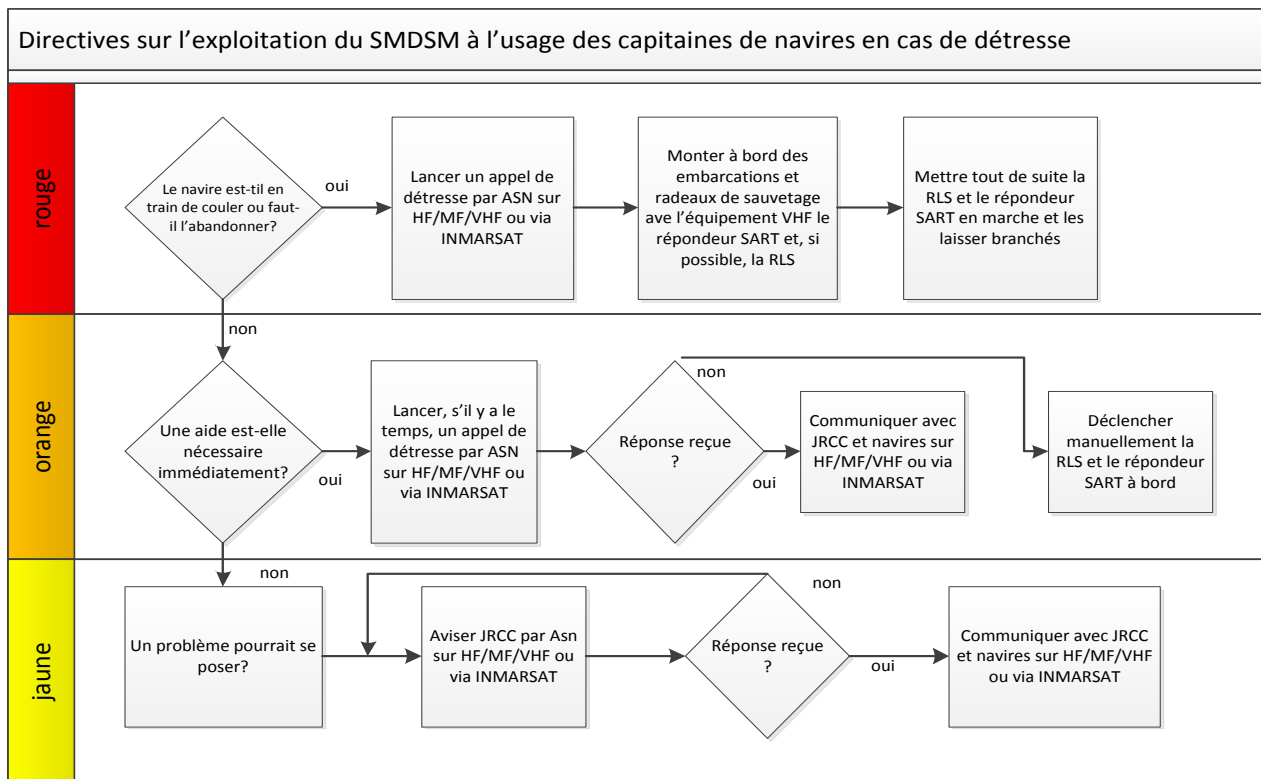 Directives sur l’exploitation du SMDSM à l’usage des capitaines de navires en cas de détresse
rouge
Le navire est-til en
train de couler ou faut-
il l’abandonner?
oui
Lancer un appel de
détresse par ASN sur
HF/MF/VHF ou via
INMARSAT
Monter à bord des
embarcations et
radeaux de sauvetage
ave l’équipement VHF le
répondeur SART et, si
possible, la RLS
Mettre tout de suite la
RLS et le répondeur
SART en marche et les
laisser branchés
non
orange
Une aide est-elle
nécessaire
immédiatement?
oui
Lancer, s’il y a le
temps, un appel de
détresse par ASN
sur HF/MF/VHF ou
via INMARSAT
Réponse reçue
?
non
oui
Communiquer avec
JRCC et navires sur
HF/MF/VHF ou via
INMARSAT
Déclencher
manuellement la
RLS et le répondeur
SART à bord
non
jaune
Un problème pourrait se
poser?
Aviser JRCC par Asn
sur HF/MF/VHF ou
via INMARSAT
Réponse reçue
?
non
oui
Communiquer avec JRCC
et navires sur HF/MF/VHF
ou via INMARSAT